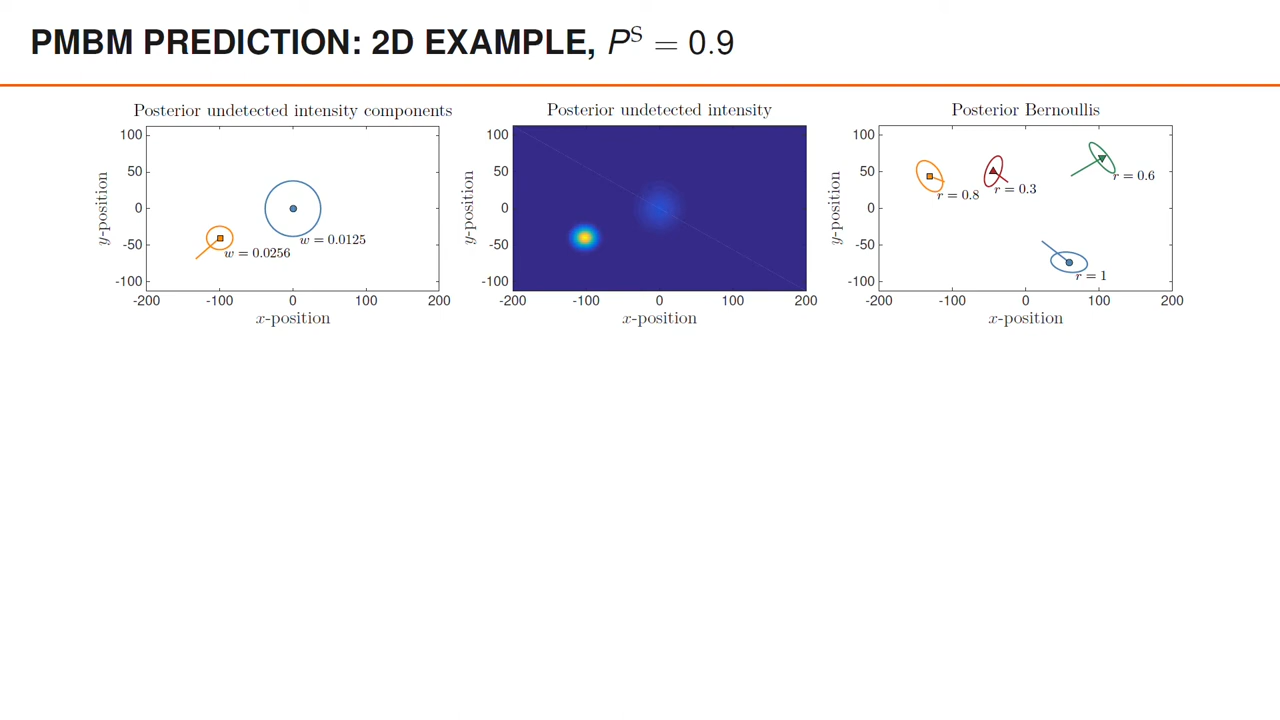 PMBM PREDICTION: 2D EXAMPLE, P^S = 0.9
Posterior undetected intensity components
100
50
0
-50
-100
y-position
w = 0.0125
w = 0.0256
-200 -100 0 100 200
x-position
Posterior undetected intensity
100
50
0
-50
-100
y-position
-200 -100 0 100 200
x-position
Posterior Bernoullis
100
50
0
-50
-100
y-position
r = 0.6
r = 0.3
r = 0.8
r = 1
-200 -100 0 100 200
x-position